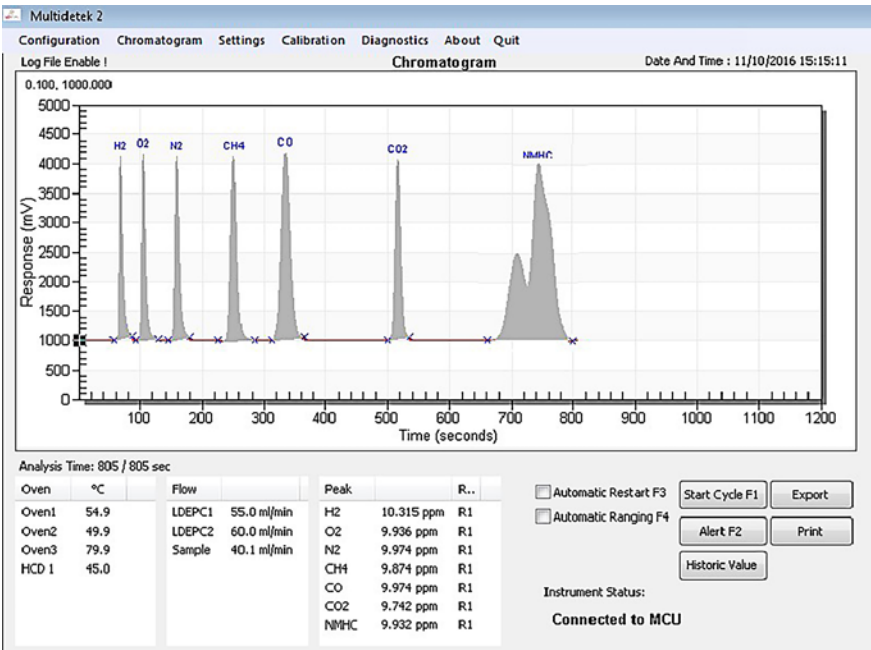 Multidetek 2
Configuration Chromatogram Settings Calibration Diagnostics About Quit
Log File Enable ! Chromatogram Date And Time : 11/10/2016 15:15:11
0.100, 1000.000
5000
4500
4000
3500
3000
2500
2000
1500
1000
500
0
Response (mV)
H2 O2 N2 CH4 CO CO2 NMHC
100 200 300 400 500 600 700 800 900 1000 1100 1200
Time (seconds)
Analysis Time: 805 / 805 sec
Oven °C
Oven1 54.9
Oven2 49.9
Oven3 79.9
HCD 1 45.0
Flow
LDEPC1 55.0 ml/min
LDEPC2 60.0 ml/min
Sample 40.1 ml/min
Peak R..
H2 10.315 ppm R1
O2 9.936 ppm R1
N2 9.974 ppm R1
CH4 9.874 ppm R1
CO 9.974 ppm R1
CO2 9.742 ppm R1
NMHC 9.932 ppm R1
Automatic Restart F3
Automatic Ranging F4
Start Cycle F1 Export
Alert F2 Print
Historic Value
Instrument Status:
Connected to MCU